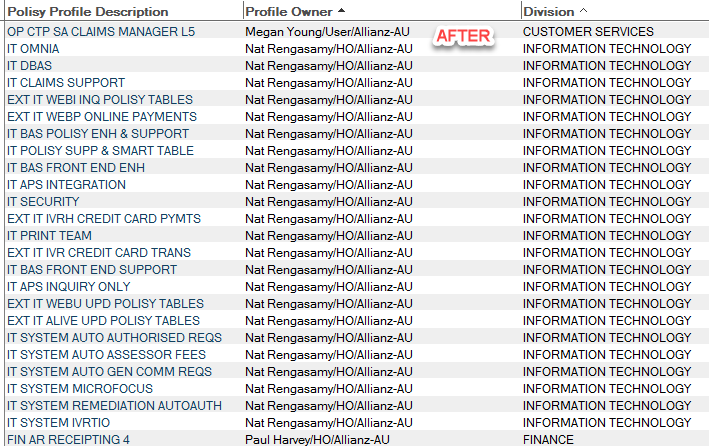 Polisy Profile Description Profile Owner Division
OP CTP SA CLAIMS MANAGER L5 Megan Young/User/Allianz-AU AFTER CUSTOMER SERVICES
IT OMNIA Nat Rengasamy/HO/Allianz-AU INFORMATION TECHNOLOGY
IT DBAS Nat Rengasamy/HO/Allianz-AU INFORMATION TECHNOLOGY
IT CLAIMS SUPPORT Nat Rengasamy/HO/Allianz-AU INFORMATION TECHNOLOGY
EXT IT WEBI INQ POLISY TABLES Nat Rengasamy/HO/Allianz-AU INFORMATION TECHNOLOGY
EXT IT WEBP ONLINE PAYMENTS Nat Rengasamy/HO/Allianz-AU INFORMATION TECHNOLOGY
IT BAS POLISY ENH & SUPPORT Nat Rengasamy/HO/Allianz-AU INFORMATION TECHNOLOGY
IT POLISY SUPP & SMART TABLE Nat Rengasamy/HO/Allianz-AU INFORMATION TECHNOLOGY
IT BAS FRONT END ENH Nat Rengasamy/HO/Allianz-AU INFORMATION TECHNOLOGY
IT APS INTEGRATION Nat Rengasamy/HO/Allianz-AU INFORMATION TECHNOLOGY
IT SECURITY Nat Rengasamy/HO/Allianz-AU INFORMATION TECHNOLOGY
EXT IT IVRH CREDIT CARD PYMTS Nat Rengasamy/HO/Allianz-AU INFORMATION TECHNOLOGY
IT PRINT TEAM Nat Rengasamy/HO/Allianz-AU INFORMATION TECHNOLOGY
EXT IT IVR CREDIT CARD TRANS Nat Rengasamy/HO/Allianz-AU INFORMATION TECHNOLOGY
IT BAS FRONT END SUPPORT Nat Rengasamy/HO/Allianz-AU INFORMATION TECHNOLOGY
IT APS INQUIRY ONLY Nat Rengasamy/HO/Allianz-AU INFORMATION TECHNOLOGY
EXT IT WEBU UPD POLISY TABLES Nat Rengasamy/HO/Allianz-AU INFORMATION TECHNOLOGY
EXT IT ALIVE UPD POLISY TABLES Nat Rengasamy/HO/Allianz-AU INFORMATION TECHNOLOGY
IT SYSTEM AUTO AUTHORISED REQS Nat Rengasamy/HO/Allianz-AU INFORMATION TECHNOLOGY
IT SYSTEM AUTO ASSESSOR FEES Nat Rengasamy/HO/Allianz-AU INFORMATION TECHNOLOGY
IT SYSTEM AUTO GEN COMM REQS Nat Rengasamy/HO/Allianz-AU INFORMATION TECHNOLOGY
IT SYSTEM MICROFOCUS Nat Rengasamy/HO/Allianz-AU INFORMATION TECHNOLOGY
IT SYSTEM REMEDIATION AUTOAUTH Nat Rengasamy/HO/Allianz-AU INFORMATION TECHNOLOGY
IT SYSTEM IVRTIO Nat Rengasamy/HO/Allianz-AU INFORMATION TECHNOLOGY
FIN AR RECEIPTING 4 Paul Harvey/HO/Allianz-AU FINANCE